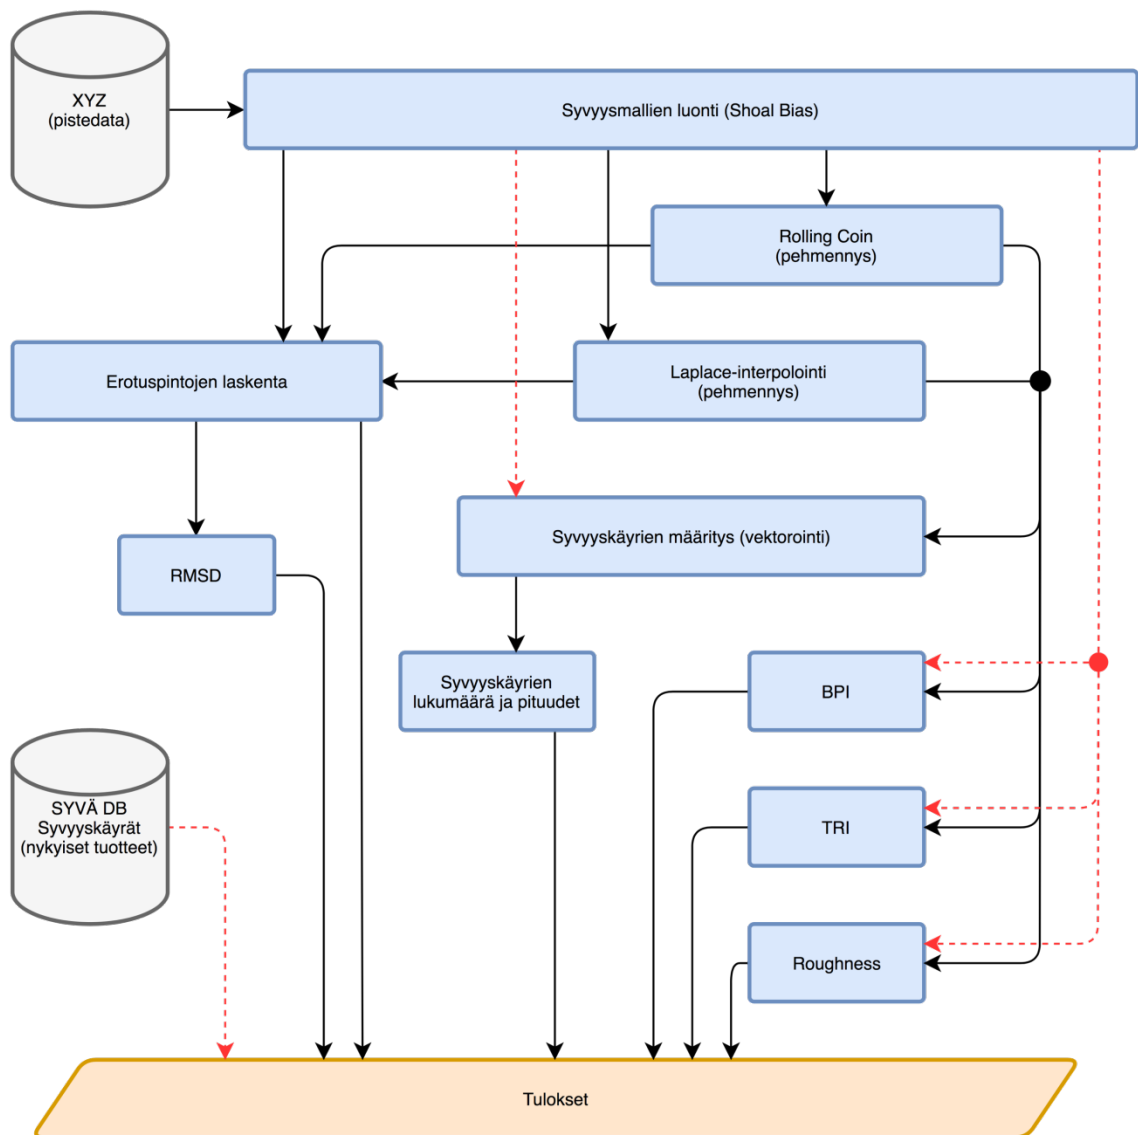 XYZ
(pistedata)
Syvyysmallien luonti (Shoal Bias)
Rolling Coin
(pehmennys)
Erotuspintojen laskenta
Laplace-interpolointi
(pehmennys)
Syvyyskäyrien määritys (vektorointi)
RMSD
Syvyyskäyrien
lukumäärä ja pituudet
BPI
SYVÄ DB
Syvyyskäyrät
(nykyiset tuotteet)
TRI
Roughness
Tulokset